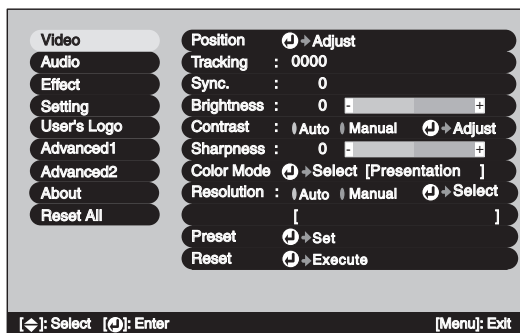 Video
Audio
Effect
Setting
User's Logo
Advanced1
Advanced2
About
Reset All
Position Adjust
Tracking : 0000
Sync. : 0
Brightness : 0 - +
Contrast : Auto Manual Adjust
Sharpness : 0 - +
Color Mode Select [Presentation ]
Resolution : Auto Manual Select
[ ]
Preset Set
Reset Execute
[ ]: Select [ ]: Enter [Menu]: Exit